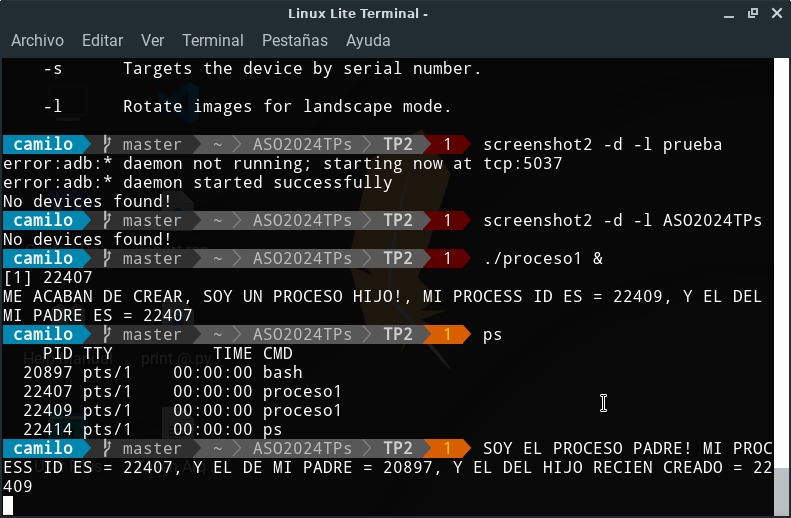 Linux Lite Terminal -
Archivo Editar Ver Terminal Pestañas Ayuda
-s Targets the device by serial number.
-l Rotate images for landscape mode.
camilo master ~ ASO2024TPs TP2 1 screenshot2 -d -l prueba
error:adb:* daemon not running; starting now at tcp:5037
error:adb:* daemon started successfully
No devices found!
camilo master ~ ASO2024TPs TP2 1 screenshot2 -d -l ASO2024TPs
No devices found!
camilo master ~ ASO2024TPs TP2 1 ./proceso1 &
[1] 22407
ME ACABAN DE CREAR, SOY UN PROCESO HIJO!, MI PROCESS ID ES = 22409, Y EL DEL
MI PADRE ES = 22407
camilo master ~ ASO2024TPs TP2 1 ps
PID TTY TIME CMD
20897 pts/1 00:00:00 bash
22407 pts/1 00:00:00 proceso1
22409 pts/1 00:00:00 proceso1
22414 pts/1 00:00:00 ps
camilo master ~ ASO2024TPs TP2 1 SOY EL PROCESO PADRE! MI PROC
ESS ID ES = 22407, Y EL DE MI PADRE = 20897, Y EL DEL HIJO RECIEN CREADO = 22
409